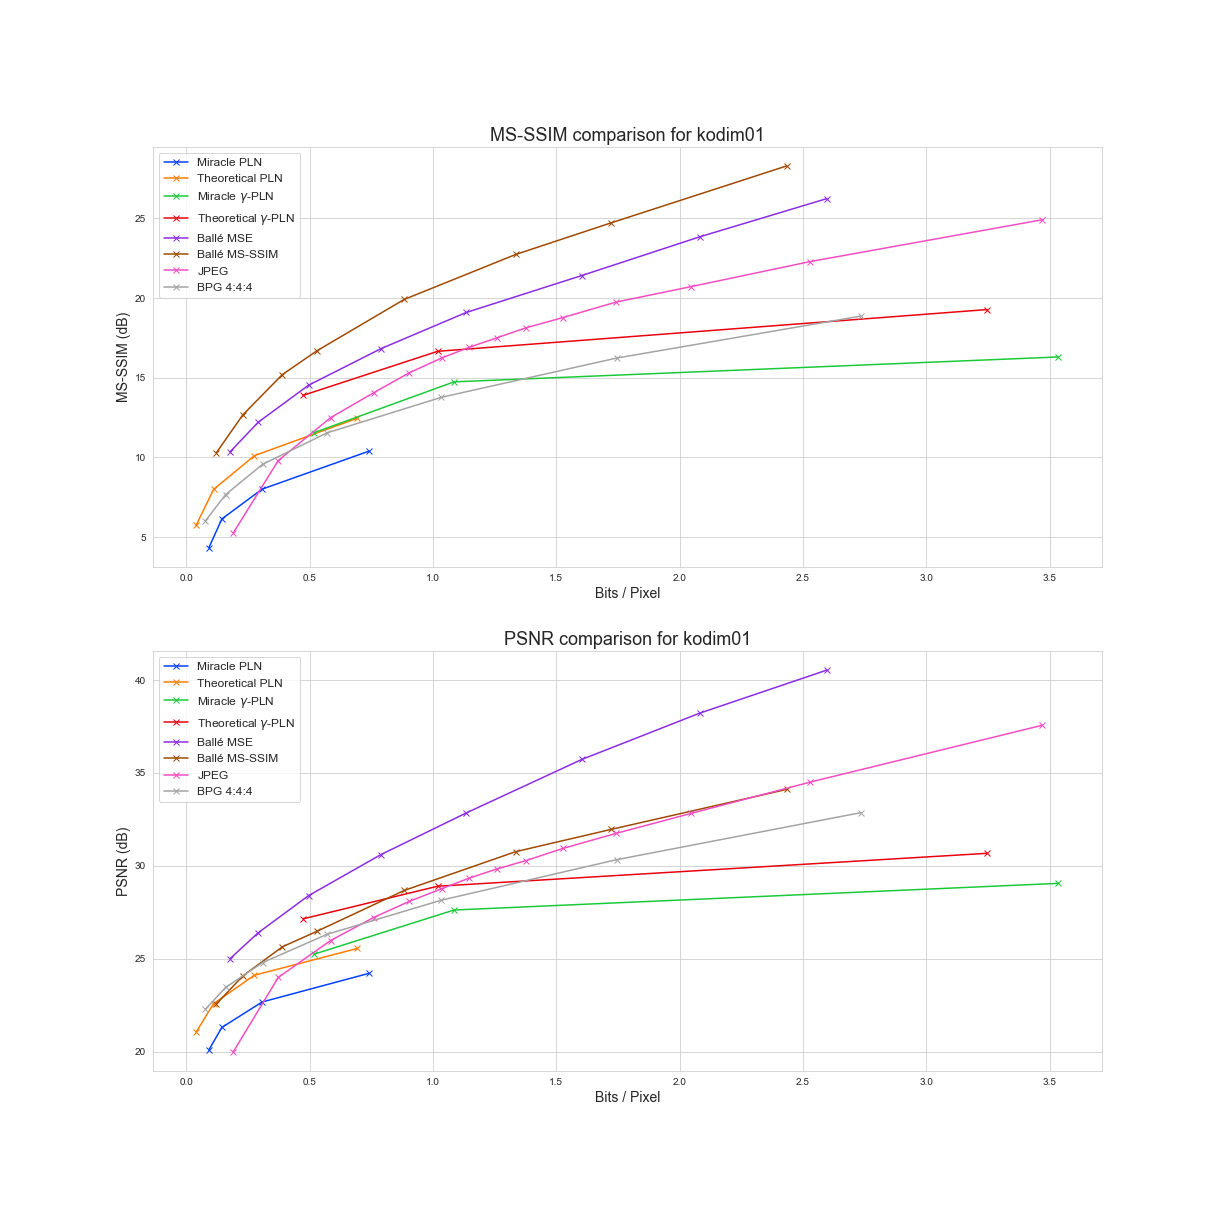 MS-SSIM comparison for kodim01
Miracle PLN
Theoretical PLN
Miracle γ-PLN
Theoretical γ-PLN
Ballé MSE
Ballé MS-SSIM
JPEG
BPG 4:4:4
MS-SSIM (dB)
25
20
15
10
5
0.0 0.5 1.0 1.5 2.0 2.5 3.0 3.5
Bits / Pixel
PSNR comparison for kodim01
Miracle PLN
Theoretical PLN
Miracle γ-PLN
Theoretical γ-PLN
Ballé MSE
Ballé MS-SSIM
JPEG
BPG 4:4:4
PSNR (dB)
40
35
30
25
20
0.0 0.5 1.0 1.5 2.0 2.5 3.0 3.5
Bits / Pixel